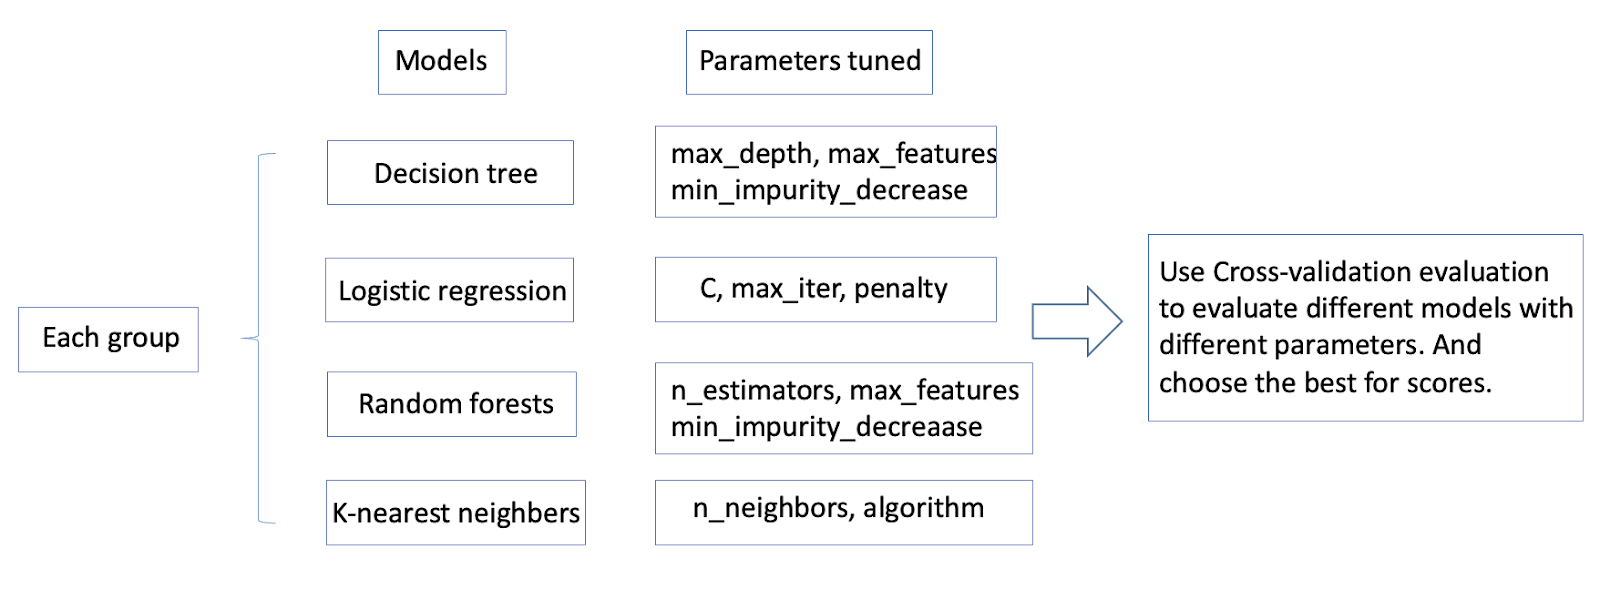 Models
Parameters tuned
Each group
Decision tree
max_depth, max_features
min_impurity_decrease
Logistic regression
C, max_iter, penalty
Random forests
n_estimators, max_features
min_impurity_decreaase
K-nearest neighbers
n_neighbors, algorithm
Use Cross-validation evaluation
to evaluate different models with
different parameters. And
choose the best for scores.